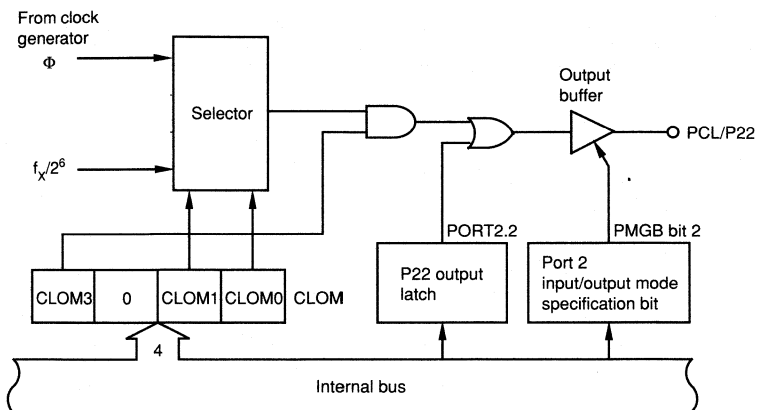 From clock
generator
Φ
Selector
f_X/2^6
Output
buffer
PCL/P22
PORT2.2
PMGB bit 2
P22 output
latch
Port 2
input/output mode
specification bit
CLOM3
0
CLOM1
CLOM0
CLOM
4
Internal bus